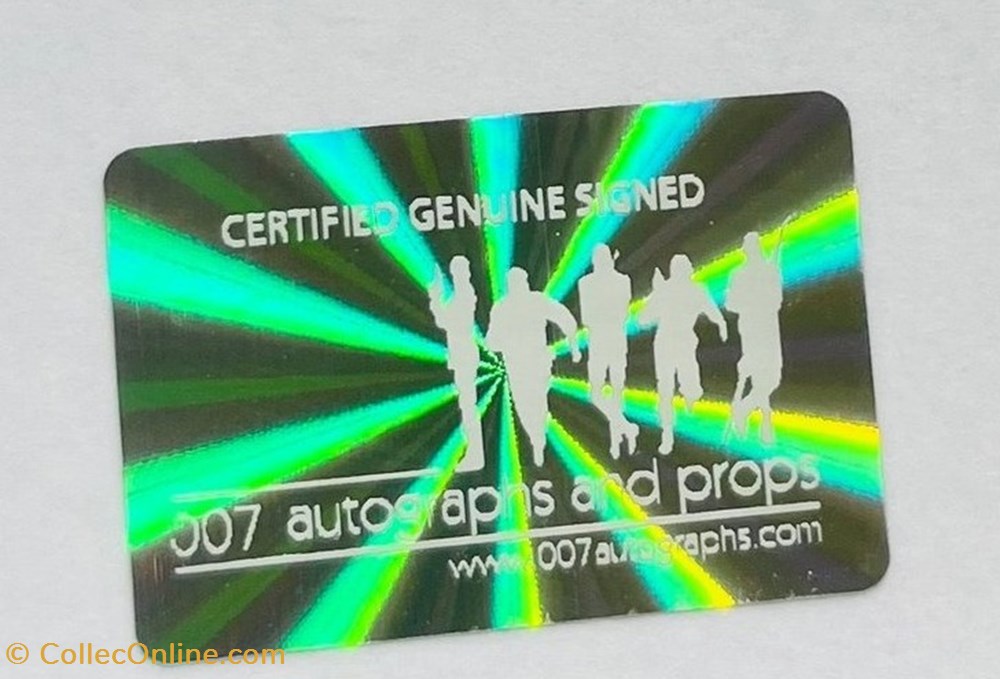 CERTIFIED GENUINE SIGNED
007 autographs and props
www.007autographs.com
© CollecOnline.com